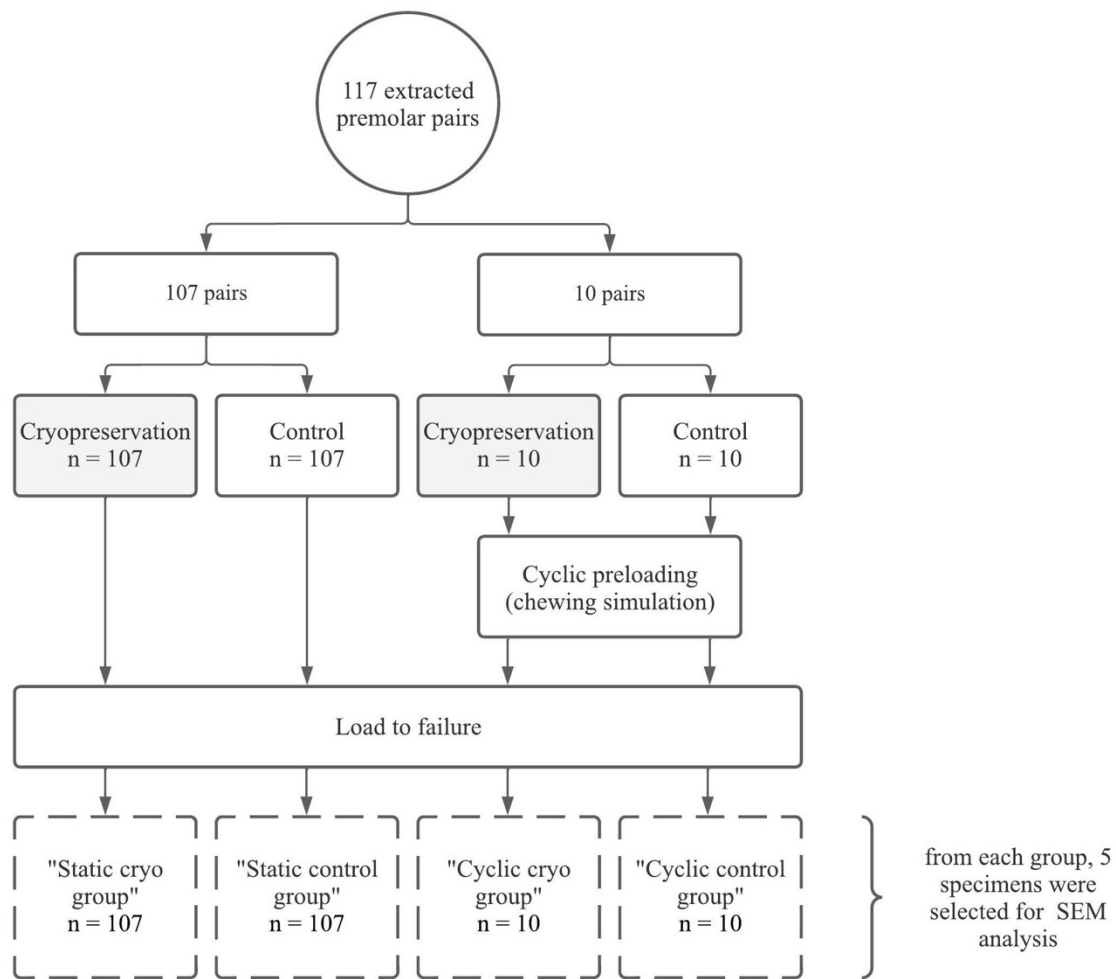 117 extracted
premolar pairs
107 pairs
10 pairs
Cryopreservation
n = 107
Control
n = 107
Cryopreservation
n = 10
Control
n = 10
Cyclic preloading
(chewing simulation)
Load to failure
"Static cryo
group"
n = 107
"Static control
group"
n = 107
"Cyclic cryo
group"
n = 10
"Cyclic control
group"
n = 10
from each group, 5
specimens were
selected for SEM
analysis